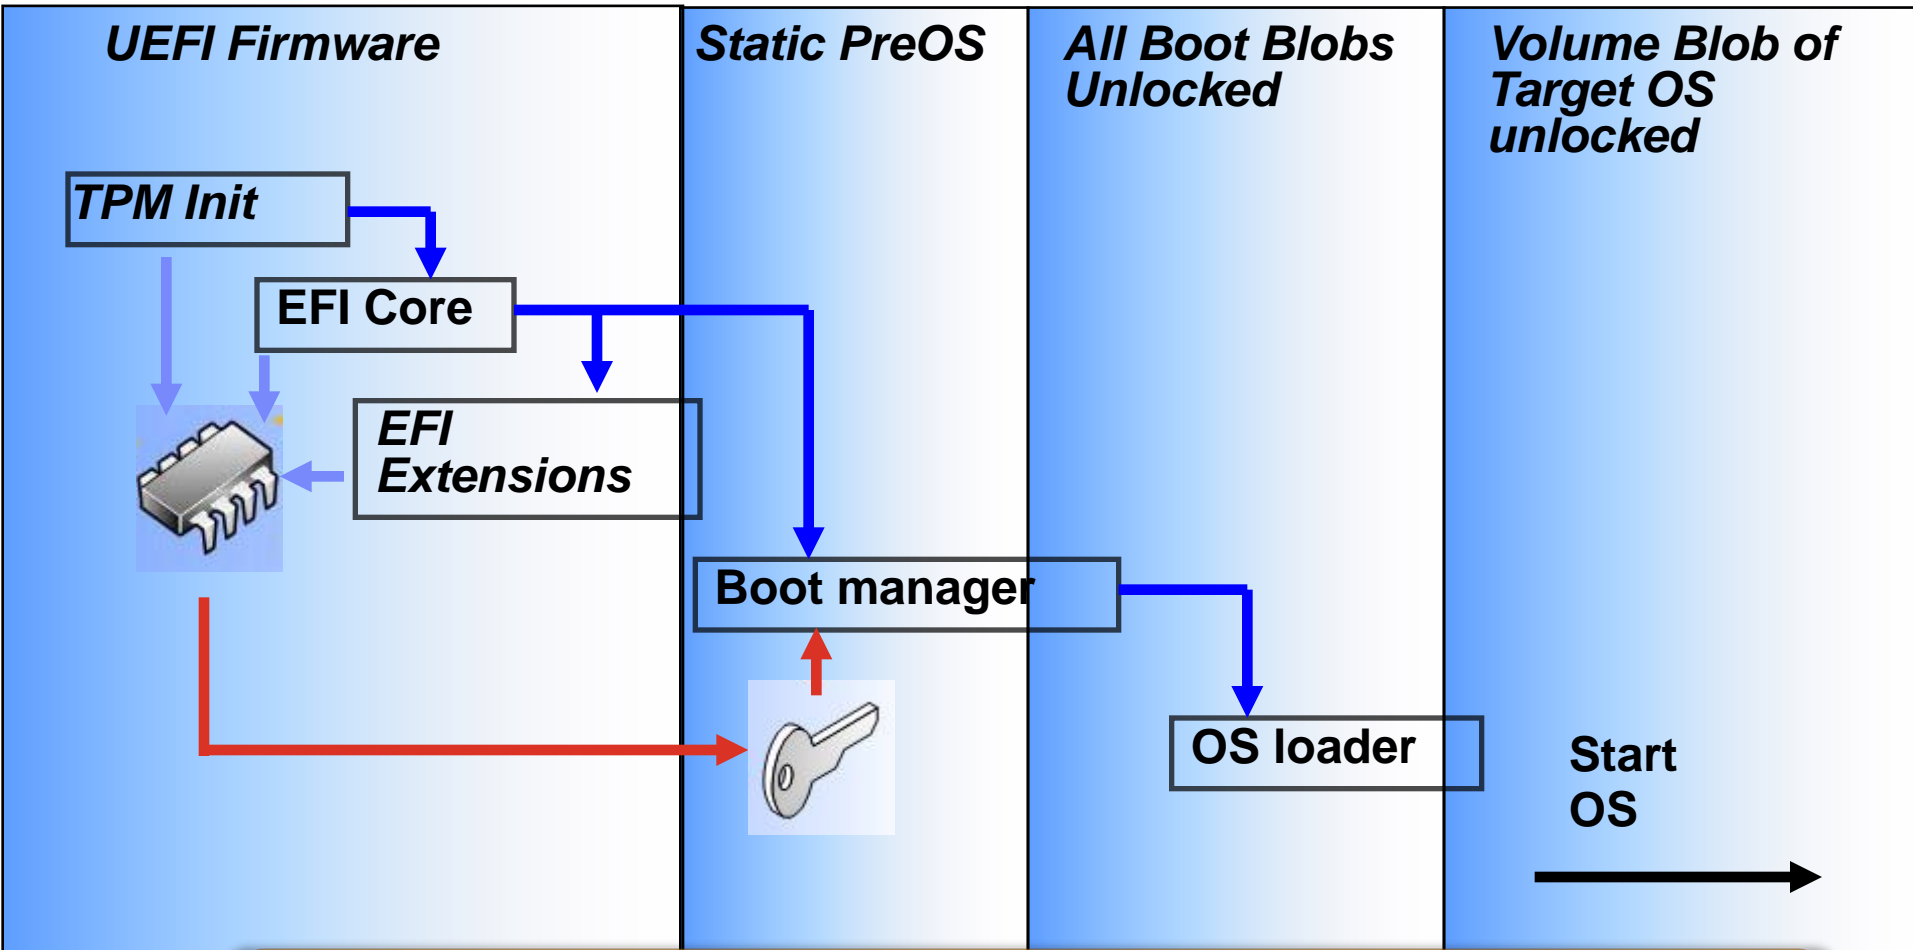 UEFI Firmware
Static PreOS
All Boot Blobs
Unlocked
Volume Blob of
Target OS
unlocked
TPM Init
EFI Core
EFI
Extensions
Boot manager
OS loader
Start
OS